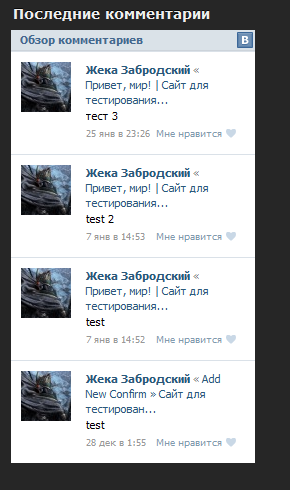 Последние комментарии
Обзор комментариев B
Жека Забродский «
Привет, мир! | Сайт для
тестирования...
тест 3
25 янв в 23:26 Мне нравится
Жека Забродский «
Привет, мир! | Сайт для
тестирования...
test 2
7 янв в 14:53 Мне нравится
Жека Забродский «
Привет, мир! | Сайт для
тестирования...
test
7 янв в 14:52 Мне нравится
Жека Забродский « Add
New Confirm » Сайт для
тестирован...
test
28 дек в 1:55 Мне нравится